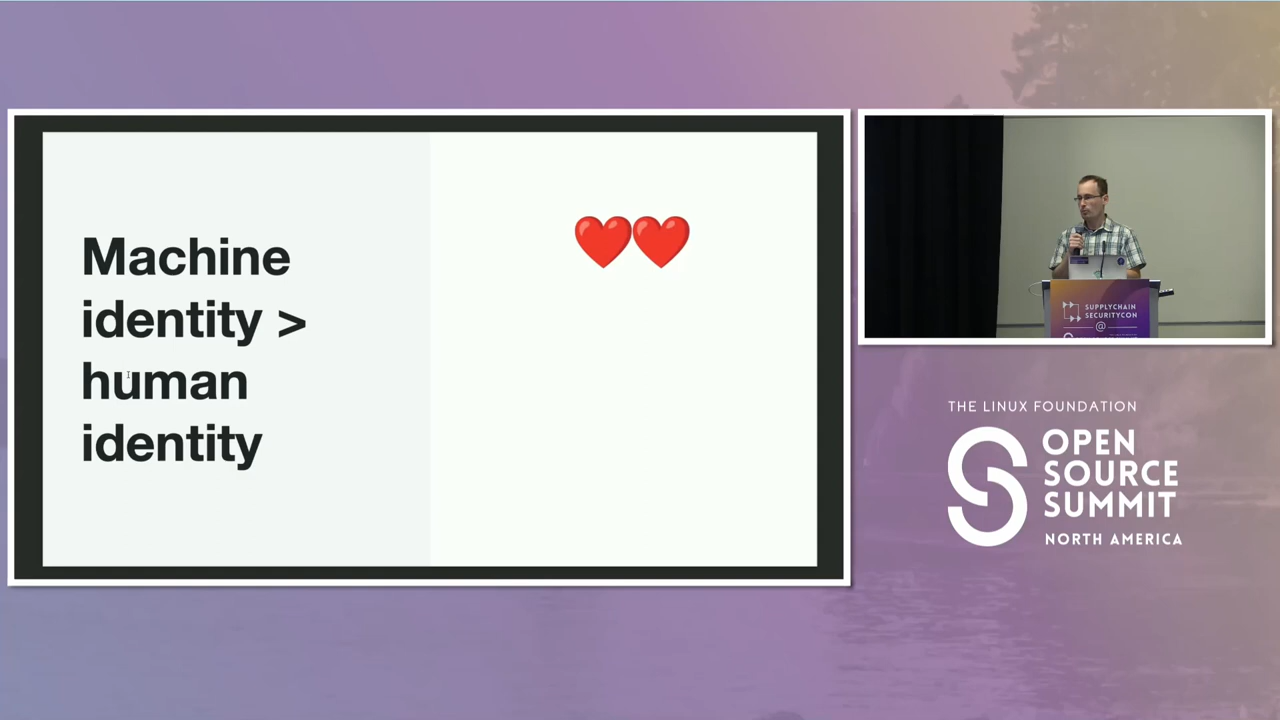 Machine
identity >
human
identity
SUPPLYCHAIN
SECURITYCON
@
THE LINUX FOUNDATION
OPEN
SOURCE
SUMMIT
NORTH AMERICA